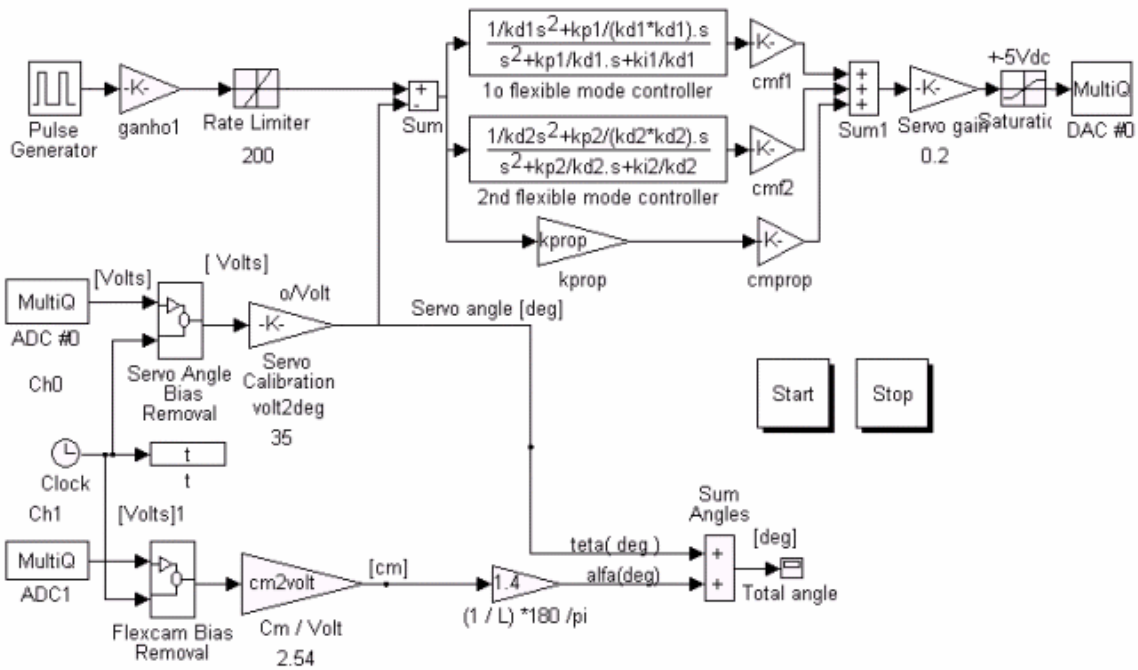 1/kd1s²+kp1/(kd1*kd1).s
s²+kp1/kd1.s+ki1/kd1
1o flexible mode controller
-K-
cmf1
+-5Vdc
Pulse
Generator
-K-
ganho1
Rate Limiter
200
+
-
Sum
1/kd2s²+kp2/(kd2*kd2).s
s²+kp2/kd2.s+ki2/kd2
2nd flexible mode controller
-K-
cmf2
+
+
+
Sum1
-K-
Servo gain
0.2
Saturatic
MultiQ
DAC #0
kprop
kprop
K-
cmprop
[Volts]
[ Volts]
MultiQ
ADC #0
Ch0
Servo Angle
Bias
Removal
o/Volt
-K-
Servo
Calibration
volt2deg
35
Servo angle [deg]
Start
Stop
Clock
t
t
Ch1
[Volts]1
MultiQ
ADC1
Flexcam Bias
Removal
cm2volt
Cm / Volt
2.54
[cm]
1.4
(1 / L) *180 /pi
teta( deg )
alfa(deg)
Sum
Angles
+
+
[deg]
Total angle